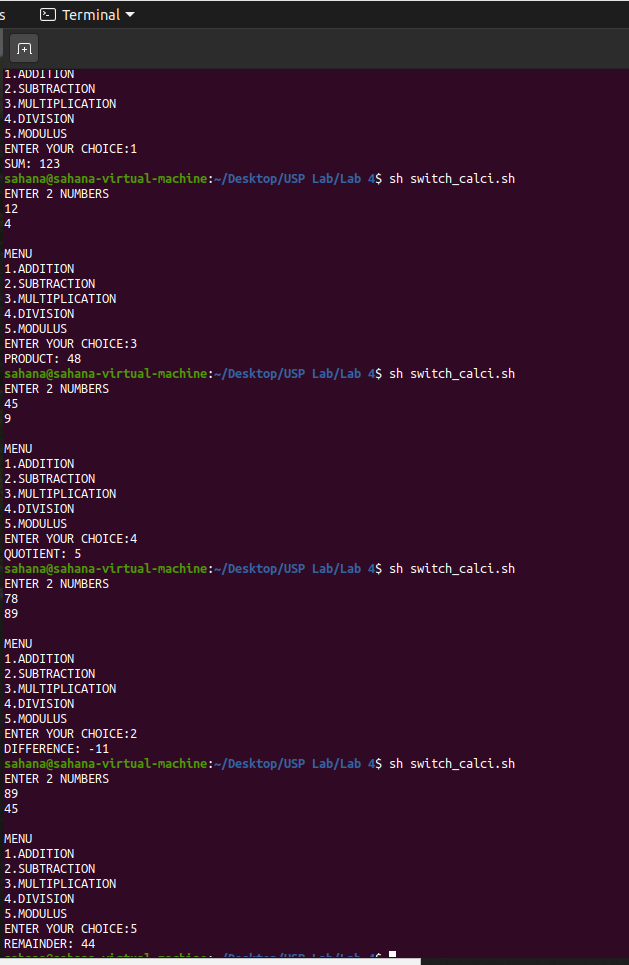 s
Terminal
1.ADDITION
2.SUBTRACTION
3.MULTIPLICATION
4.DIVISION
5.MODULUS
ENTER YOUR CHOICE:1
SUM: 123
sahana@sahana-virtual-machine:~/Desktop/USP Lab/Lab 4$ sh switch_calci.sh
ENTER 2 NUMBERS
12
4

MENU
1.ADDITION
2.SUBTRACTION
3.MULTIPLICATION
4.DIVISION
5.MODULUS
ENTER YOUR CHOICE:3
PRODUCT: 48
sahana@sahana-virtual-machine:~/Desktop/USP Lab/Lab 4$ sh switch_calci.sh
ENTER 2 NUMBERS
45
9

MENU
1.ADDITION
2.SUBTRACTION
3.MULTIPLICATION
4.DIVISION
5.MODULUS
ENTER YOUR CHOICE:4
QUOTIENT: 5
sahana@sahana-virtual-machine:~/Desktop/USP Lab/Lab 4$ sh switch_calci.sh
ENTER 2 NUMBERS
78
89

MENU
1.ADDITION
2.SUBTRACTION
3.MULTIPLICATION
4.DIVISION
5.MODULUS
ENTER YOUR CHOICE:2
DIFFERENCE: -11
sahana@sahana-virtual-machine:~/Desktop/USP Lab/Lab 4$ sh switch_calci.sh
ENTER 2 NUMBERS
89
45

MENU
1.ADDITION
2.SUBTRACTION
3.MULTIPLICATION
4.DIVISION
5.MODULUS
ENTER YOUR CHOICE:5
REMAINDER: 44